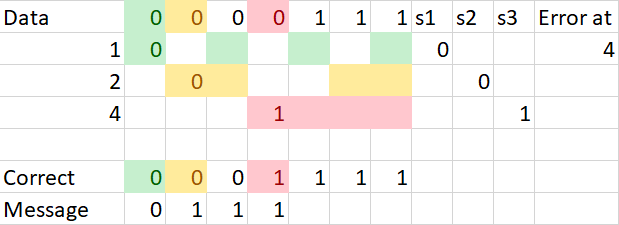 Data 0 0 0 0 1 1 1 s1 s2 s3 Error at
1 0 0 4
2 0 0
4 1 1
Correct 0 0 0 1 1 1 1
Message 0 1 1 1